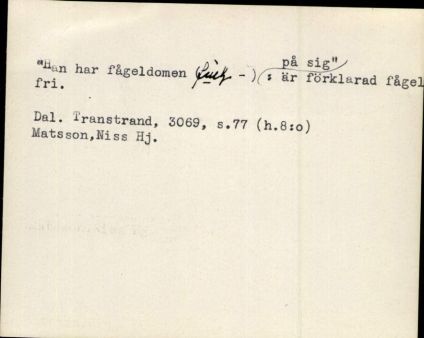 "Han har fågeldomen ( - ) på sig"
: är förklarad fågel
fri.
Dal. Transtrand, 3069, s.77 (h.8:o)
Matsson,Niss Hj.